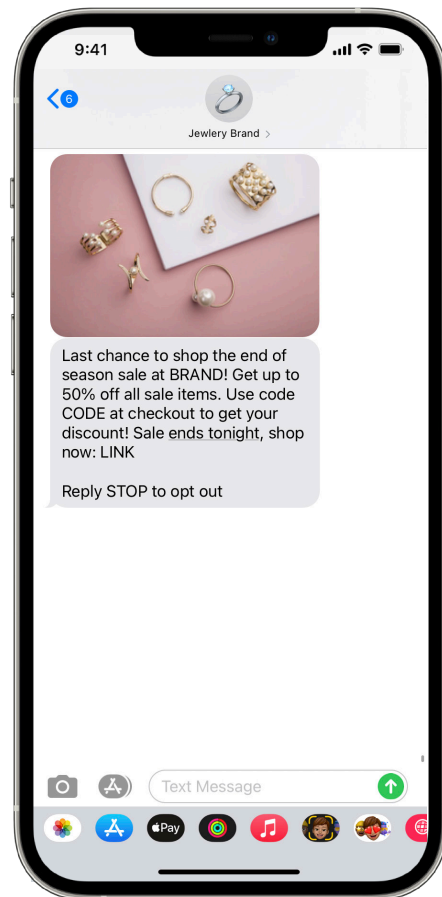 9:41
6
Jewlery Brand >
Last chance to shop the end of
season sale at BRAND! Get up to
50% off all sale items. Use code
CODE at checkout to get your
discount! Sale ends tonight, shop
now: LINK
Reply STOP to opt out
Text Message
Pay